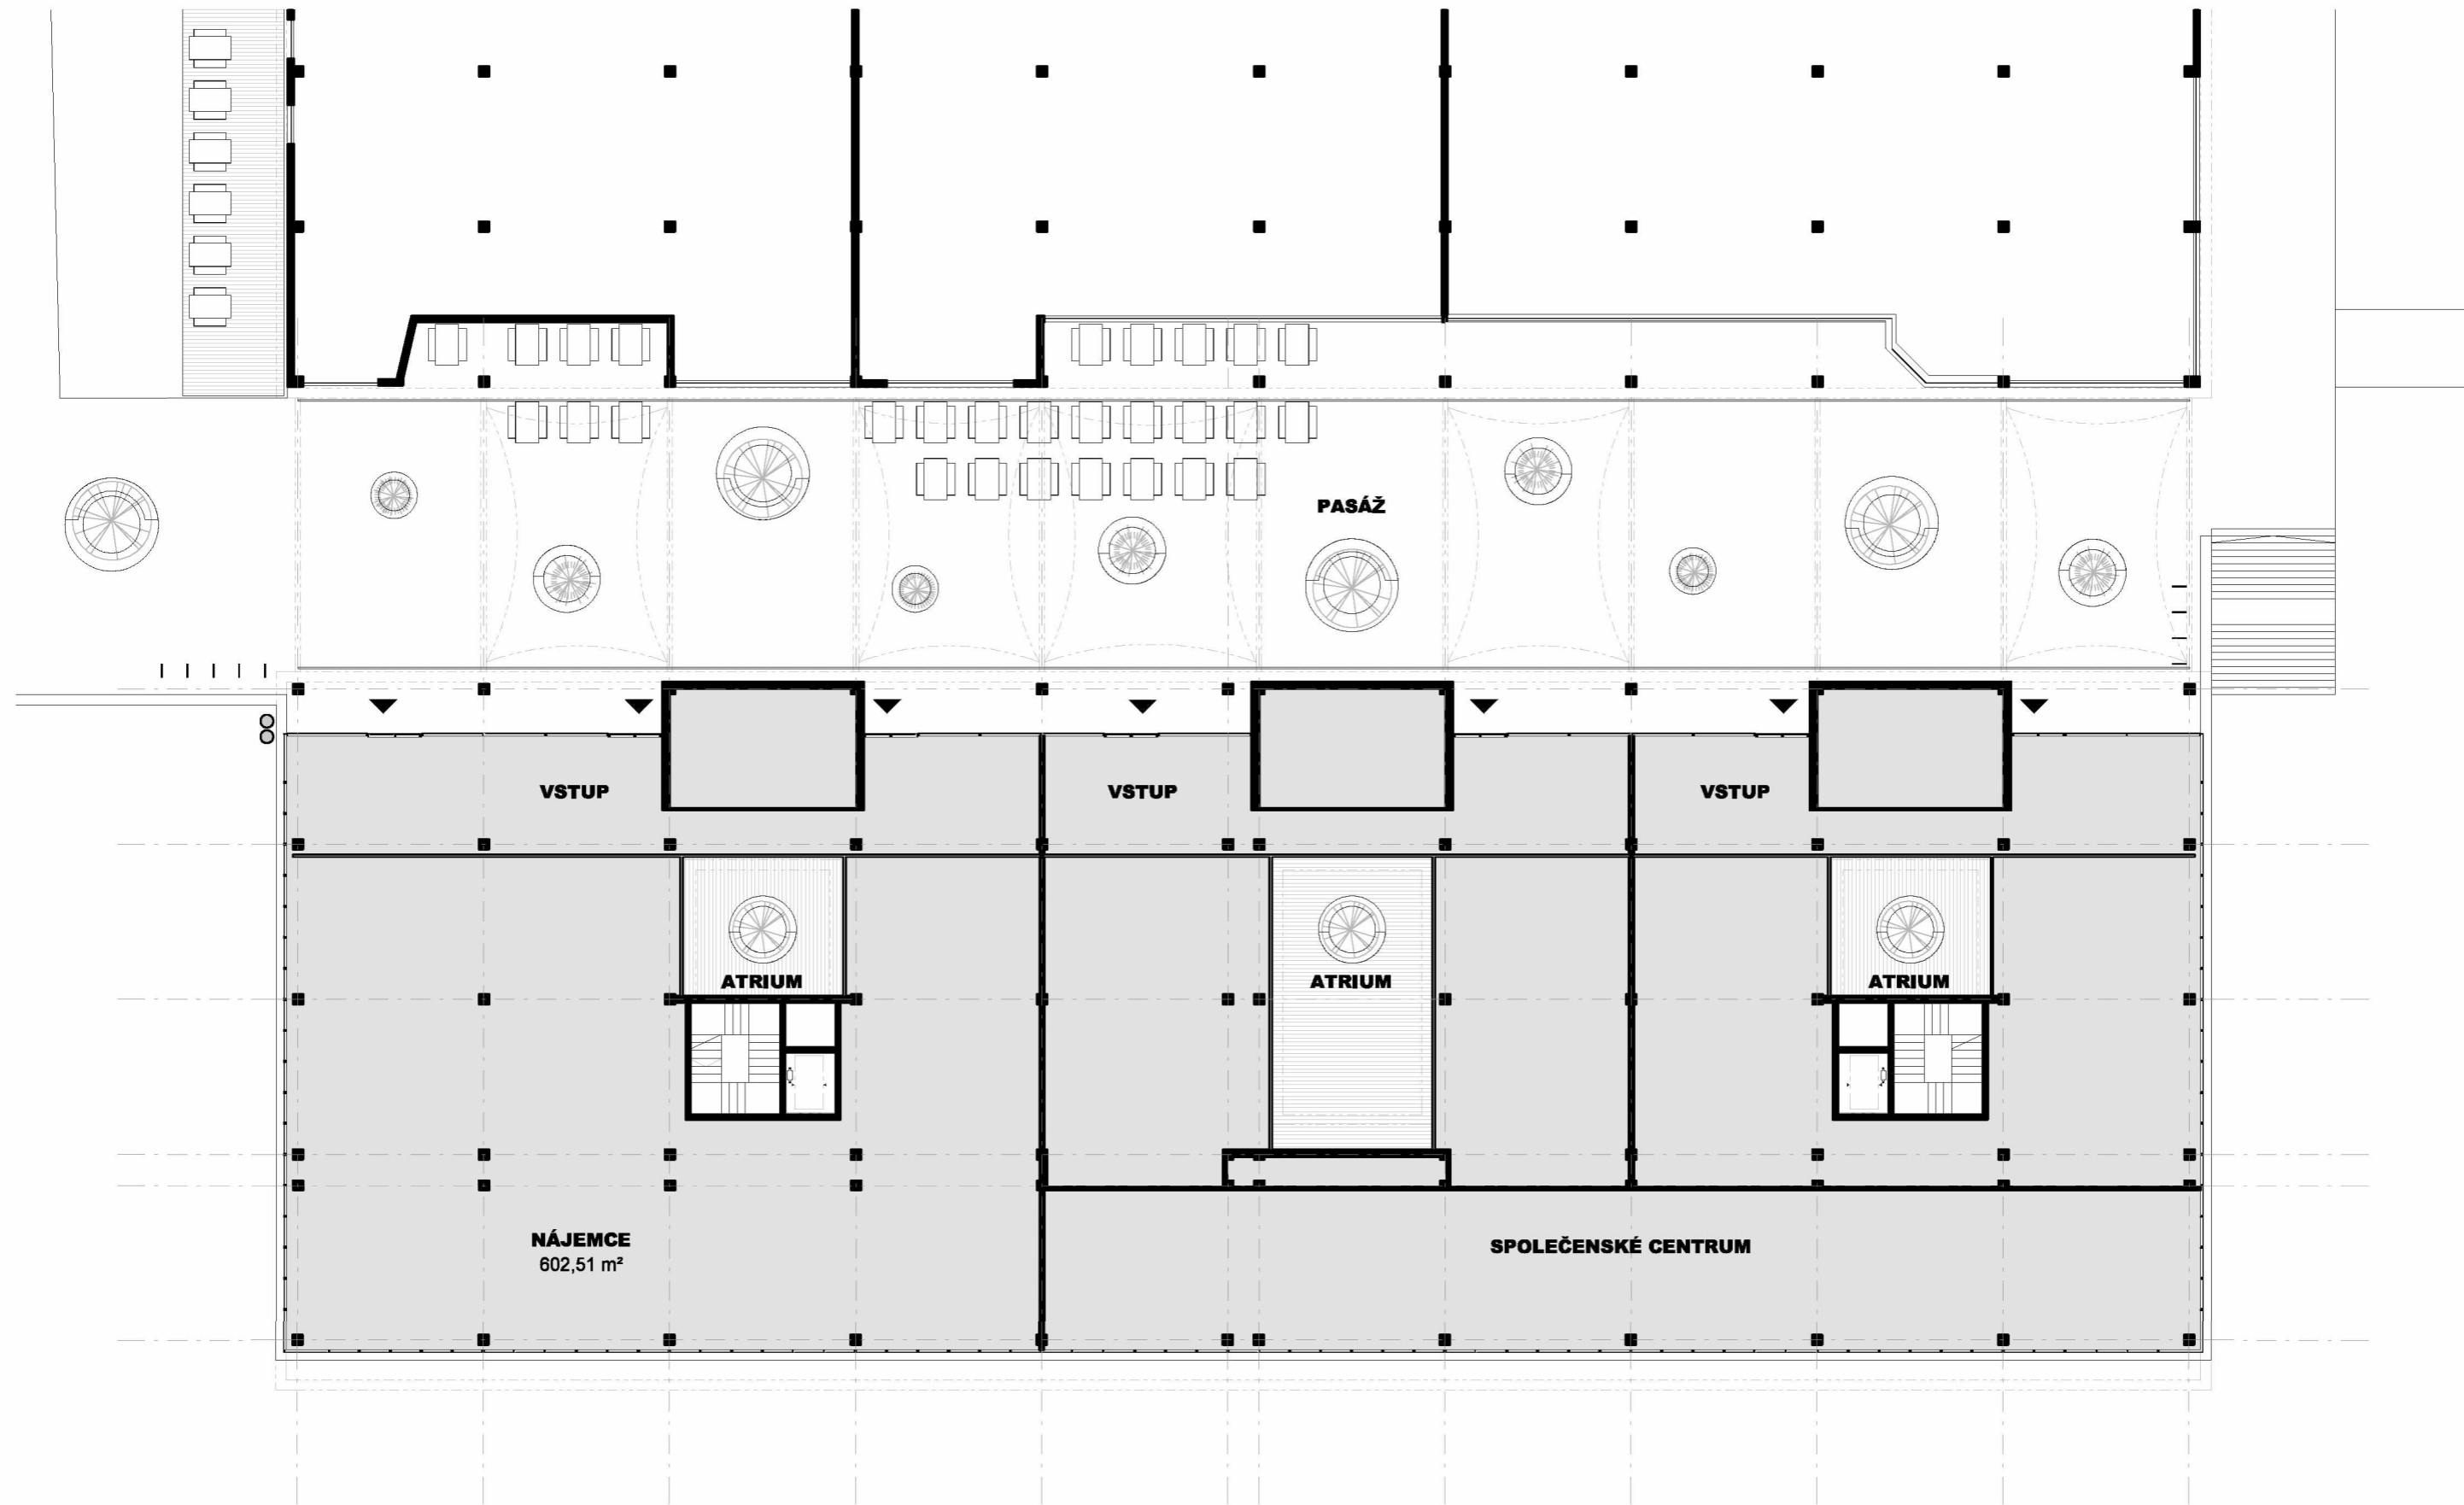 PASÁŽ
VSTUP
VSTUP
VSTUP
ATRIUM
ATRIUM
ATRIUM
NÁJEMCE
602,51 m²
SPOLEČENSKÉ CENTRUM